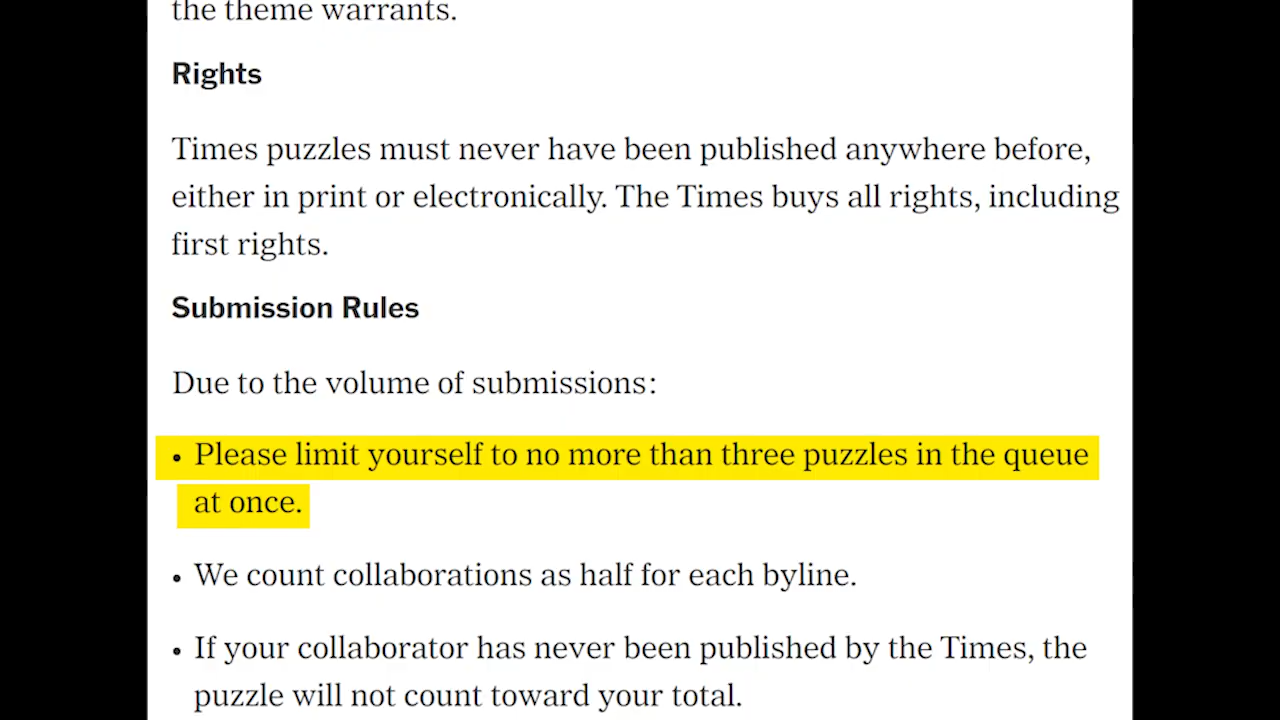 the theme warrants.
Rights
Times puzzles must never have been published anywhere before,
either in print or electronically. The Times buys all rights, including
first rights.
Submission Rules
Due to the volume of submissions:
• Please limit yourself to no more than three puzzles in the queue
at once.
• We count collaborations as half for each byline.
• If your collaborator has never been published by the Times, the
puzzle will not count toward your total.